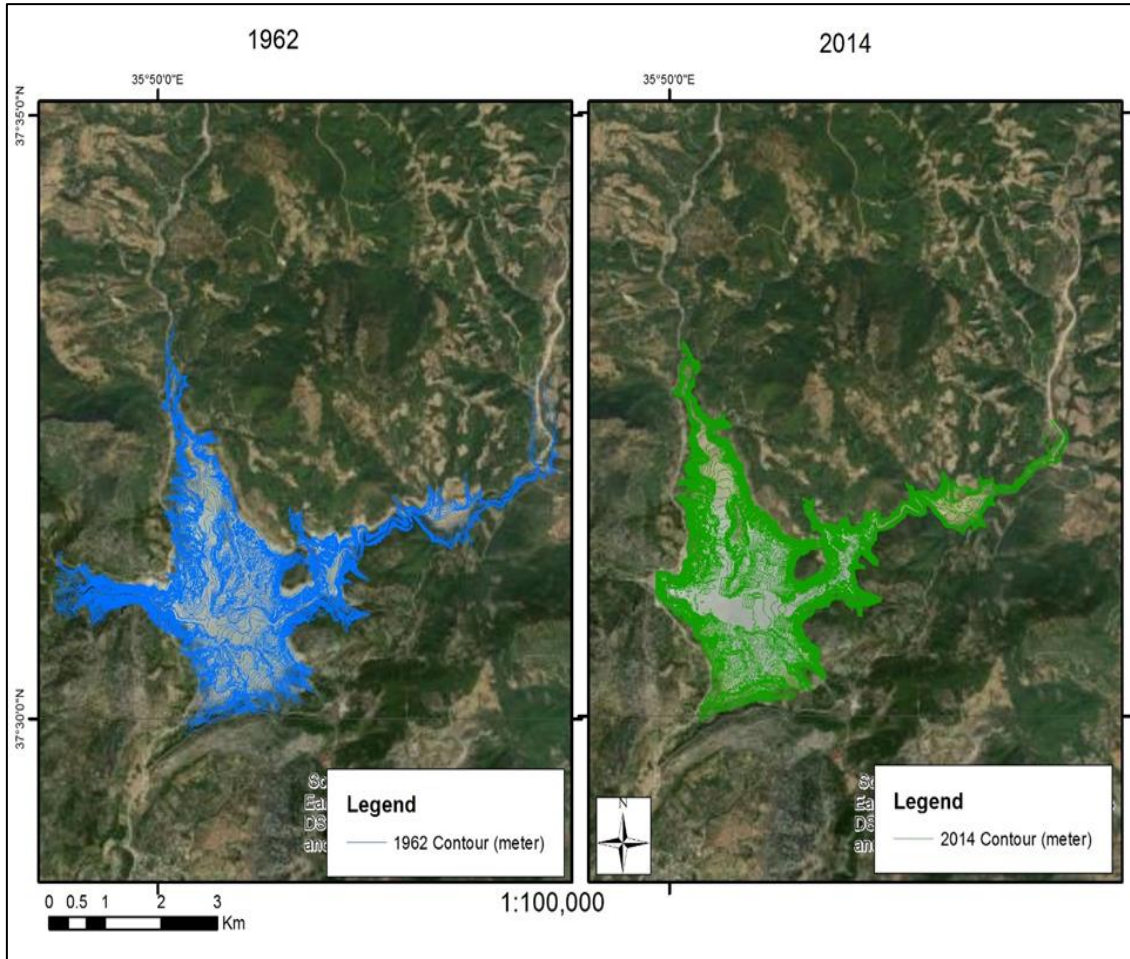 1962
2014
35°50'0"E
35°50'0"E
37°35'0"N
37°30'0"N
Legend
1962 Contour (meter)
N
Legend
2014 Contour (meter)
0 0.5 1 2 3
Km
1:100,000